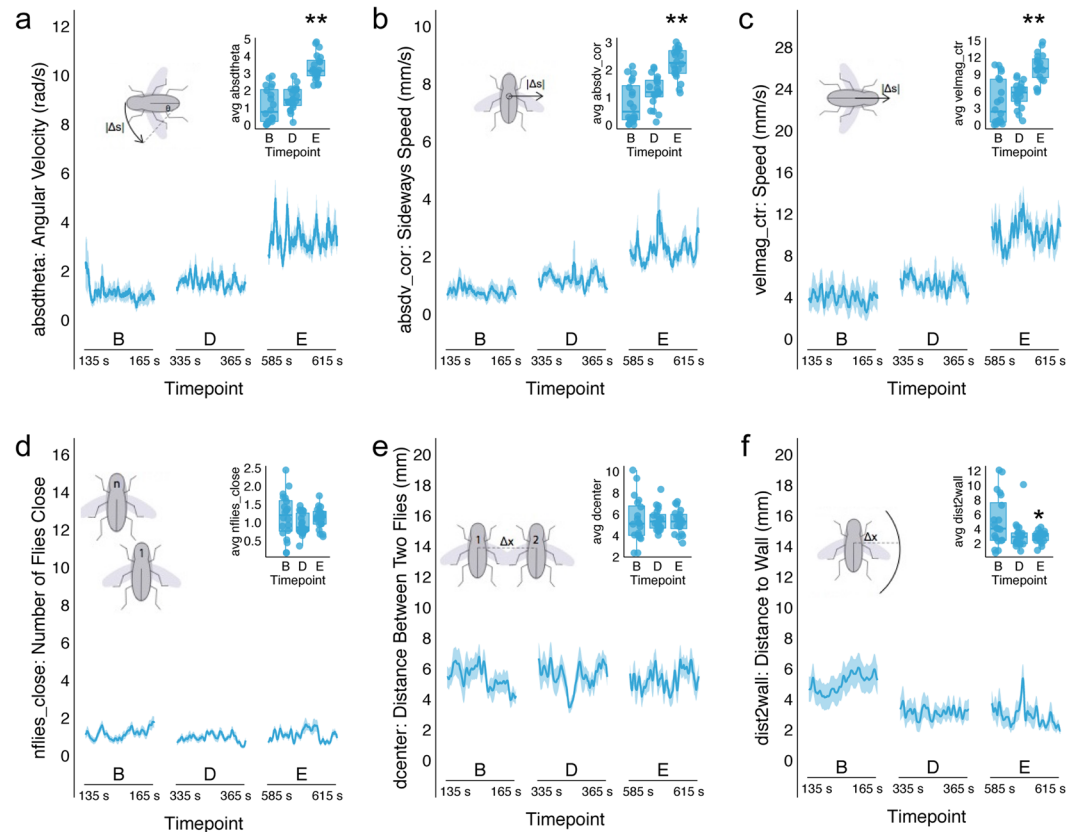 a
absdtheta: Angular Velocity (rad/s)
12
10
8
6
4
2
0
|Δs|
θ
**
avg absdtheta
5
4
3
2
1
0
B D E
Timepoint
B D E
135 s 165 s 335 s 365 s 585 s 615 s
Timepoint
b
absdv_cor: Sideways Speed (mm/s)
10
8
6
4
2
0
|Δs|
**
avg absdv_cor
3
2
1
0
B D E
Timepoint
B D E
135 s 165 s 335 s 365 s 585 s 615 s
Timepoint
c
velmag_ctr: Speed (mm/s)
28
26
22
20
16
12
8
4
0
|Δs|
**
avg velmag_ctr
15
10
5
0
B D E
Timepoint
B D E
135 s 165 s 335 s 365 s 585 s 615 s
Timepoint
d
nflies_close: Number of Flies Close
16
14
12
10
8
6
4
2
0
n
1
avg nflies_close
2.5
2.0
1.5
1.0
0.5
B D E
Timepoint
B D E
135 s 165 s 335 s 365 s 585 s 615 s
Timepoint
e
dcenter: Distance Between Two Flies (mm)
20
18
16
14
12
10
8
6
4
2
0
1 Δx 2
avg dcenter
10
8
6
4
2
B D E
Timepoint
B D E
135 s 165 s 335 s 365 s 585 s 615 s
Timepoint
f
dist2wall: Distance to Wall (mm)
20
18
16
14
12
10
8
6
4
2
0
Δx
*
avg dist2wall
12
10
8
6
4
2
B D E
Timepoint
B D E
135 s 165 s 335 s 365 s 585 s 615 s
Timepoint